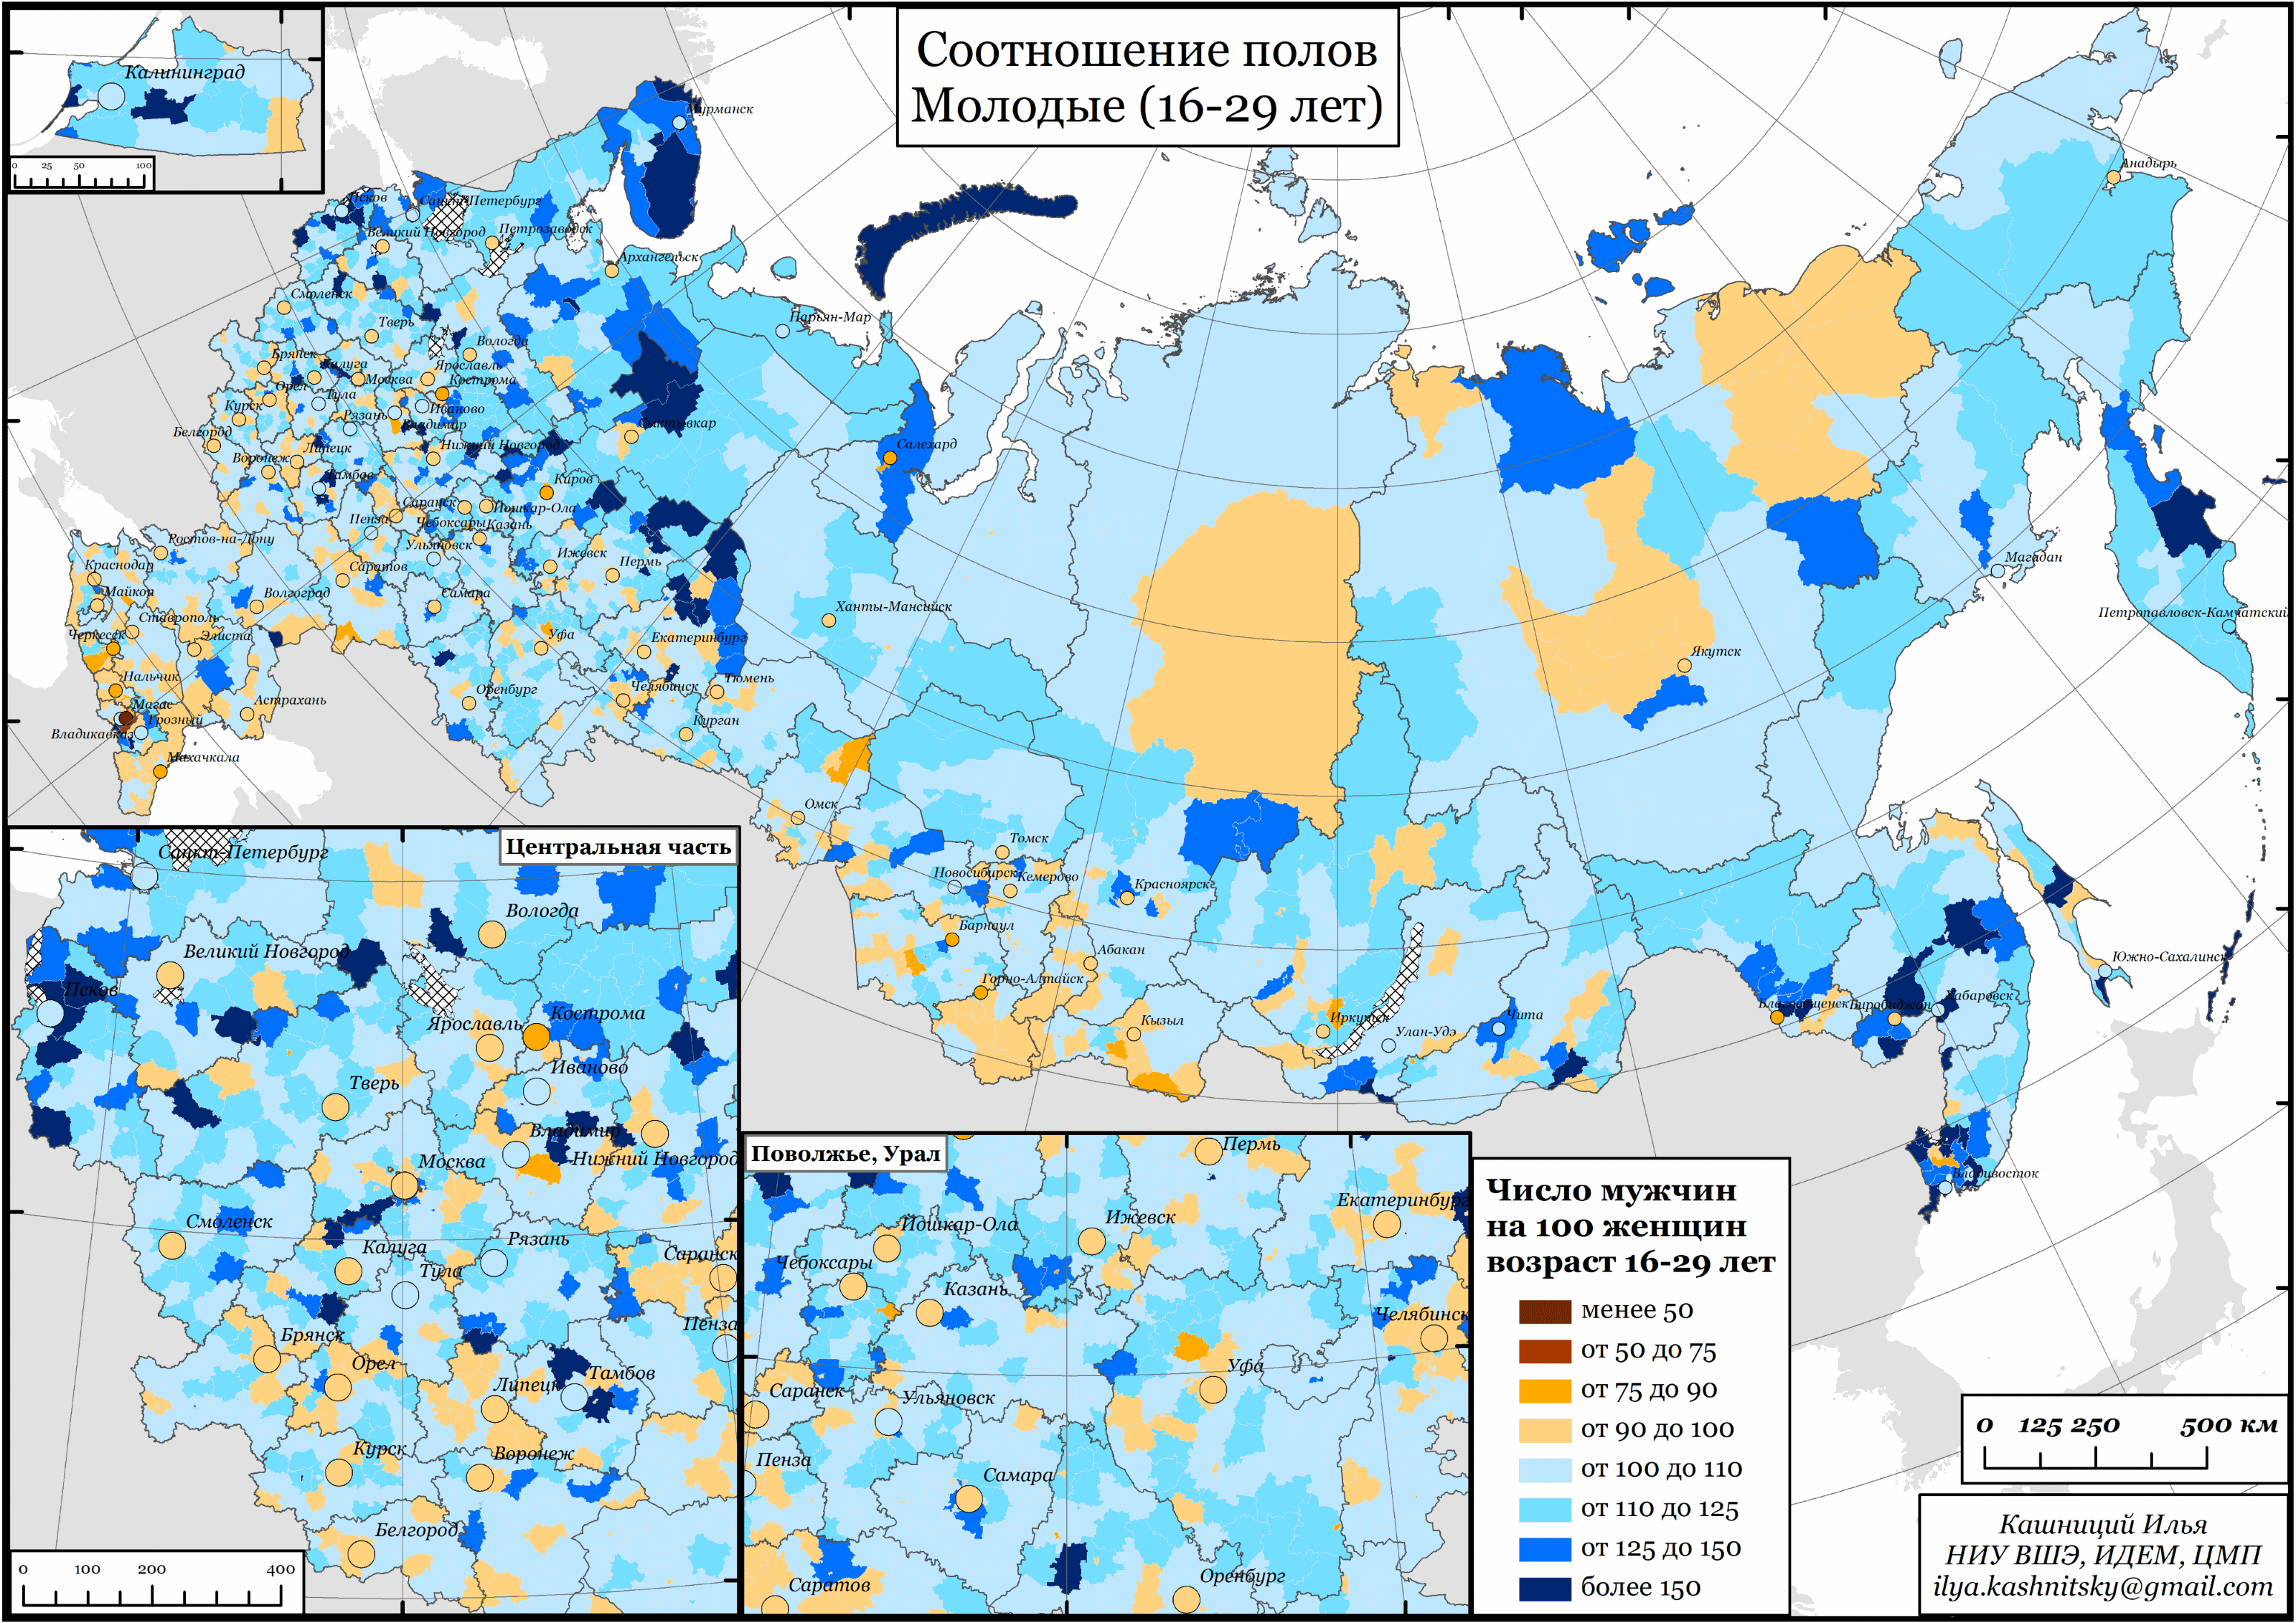 Соотношение полов
Молодые (16-29 лет)
Калининград
0 25 50 100
Мурманск
Анадырь
Псков
Санкт-Петербург
Великий Новгород
Петрозаводск
Архангельск
Смоленск
Нарьян-Мар
Тверь
Вологда
Брянск
Калуга
Ярославль
Москва
Кострома
Орел
Тула
Иваново
Курск
Рязань
Владимир
Салехард
Сыктывкар
Белгород
Нижний Новгород
Воронеж
Липецк
Тамбов
Киров
Саранск
Йошкар-Ола
Пенза
Чебоксары
Казань
Ростов-на-Дону
Ульяновск
Ижевск
Магадан
Краснодар
Саратов
Пермь
Майкоп
Волгоград
Самара
Ханты-Мансийск
Петропавловск-Камчатский
Ставрополь
Черкесск
Элиста
Уфа
Екатеринбург
Якутск
Нальчик
Астрахань
Оренбург
Челябинск
Тюмень
Магас
Грозный
Курган
Владикавказ
Махачкала
Омск
Томск
Новосибирск
Кемерово
Красноярск
Барнаул
Абакан
Горно-Алтайск
Кызыл
Иркутск
Улан-Удэ
Чита
Благовещенск
Биробиджан
Хабаровск
Южно-Сахалинск
Владивосток
Центральная часть
Санкт-Петербург
Вологда
Великий Новгород
Псков
Ярославль
Кострома
Иваново
Тверь
Владимир
Москва
Нижний Новгород
Смоленск
Рязань
Калуга
Саранск
Тула
Пенза
Брянск
Орел
Тамбов
Липецк
Курск
Воронеж
Белгород
0 100 200 400
Поволжье, Урал
Пермь
Екатеринбург
Йошкар-Ола
Ижевск
Чебоксары
Казань
Челябинск
Уфа
Саранск
Ульяновск
Пенза
Самара
Саратов
Оренбург
Число мужчин
на 100 женщин
возраст 16-29 лет
менее 50
от 50 до 75
от 75 до 90
от 90 до 100
от 100 до 110
от 110 до 125
от 125 до 150
более 150
0 125 250 500 км
Кашницкий Илья
НИУ ВШЭ, ИДЕМ, ЦМП
ilya.kashnitsky@gmail.com